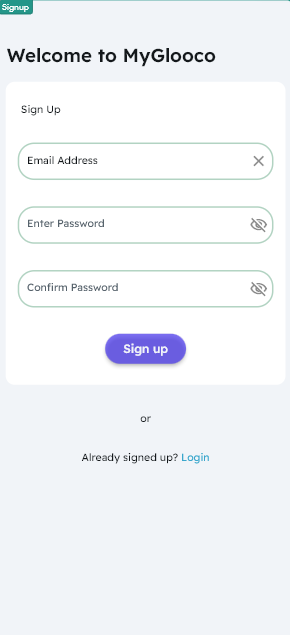 Signup
Welcome to MyGlooco
Sign Up
Email Address
Enter Password
Confirm Password
Sign up
or
Already signed up? Login